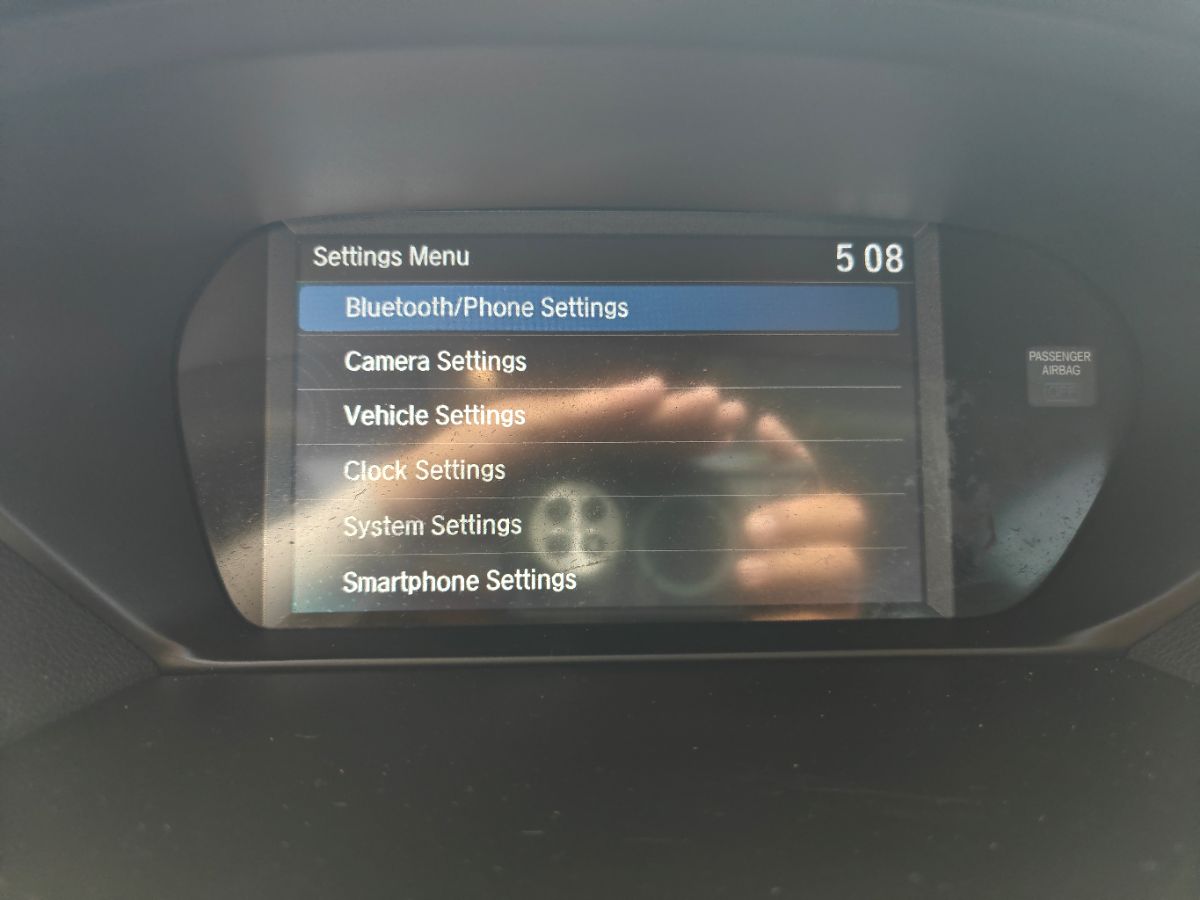 Settings Menu 5 08
Bluetooth/Phone Settings
Camera Settings
Vehicle Settings
Clock Settings
System Settings
Smartphone Settings
PASSENGER
AIRBAG
OFF